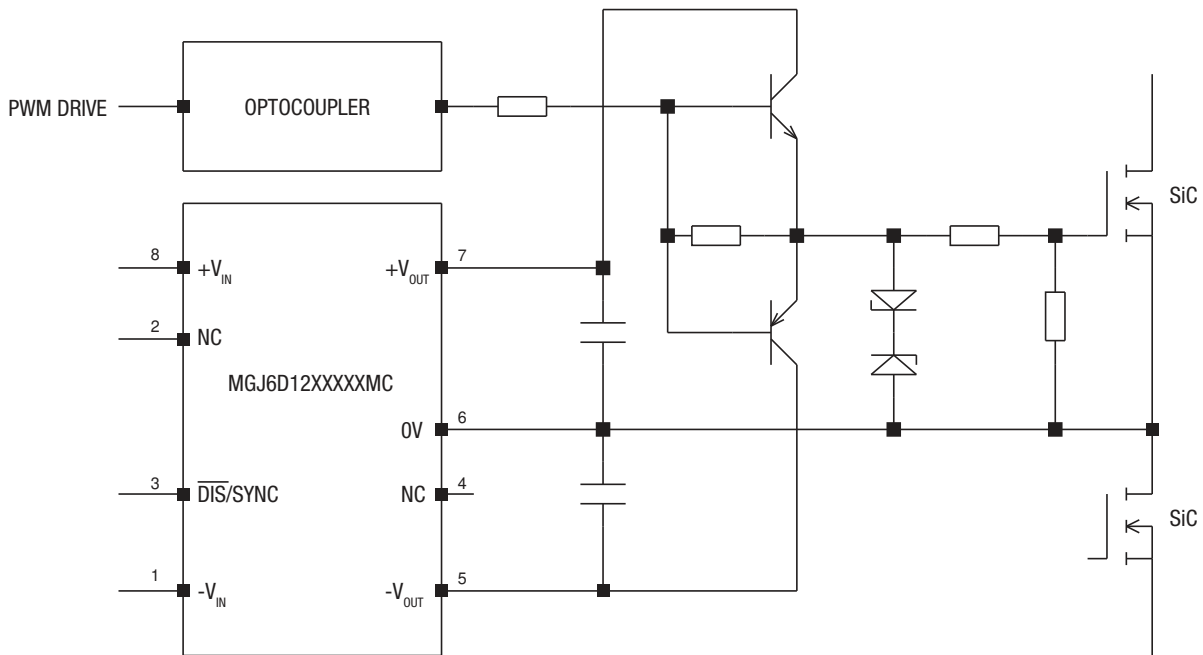 PWM DRIVE
OPTOCOUPLER
SiC
8
+VIN
+VOUT
7
2
NC
MGJ6D12XXXXXMC
0V
6
3
DIS/SYNC
NC
4
SiC
1
-VIN
-VOUT
5